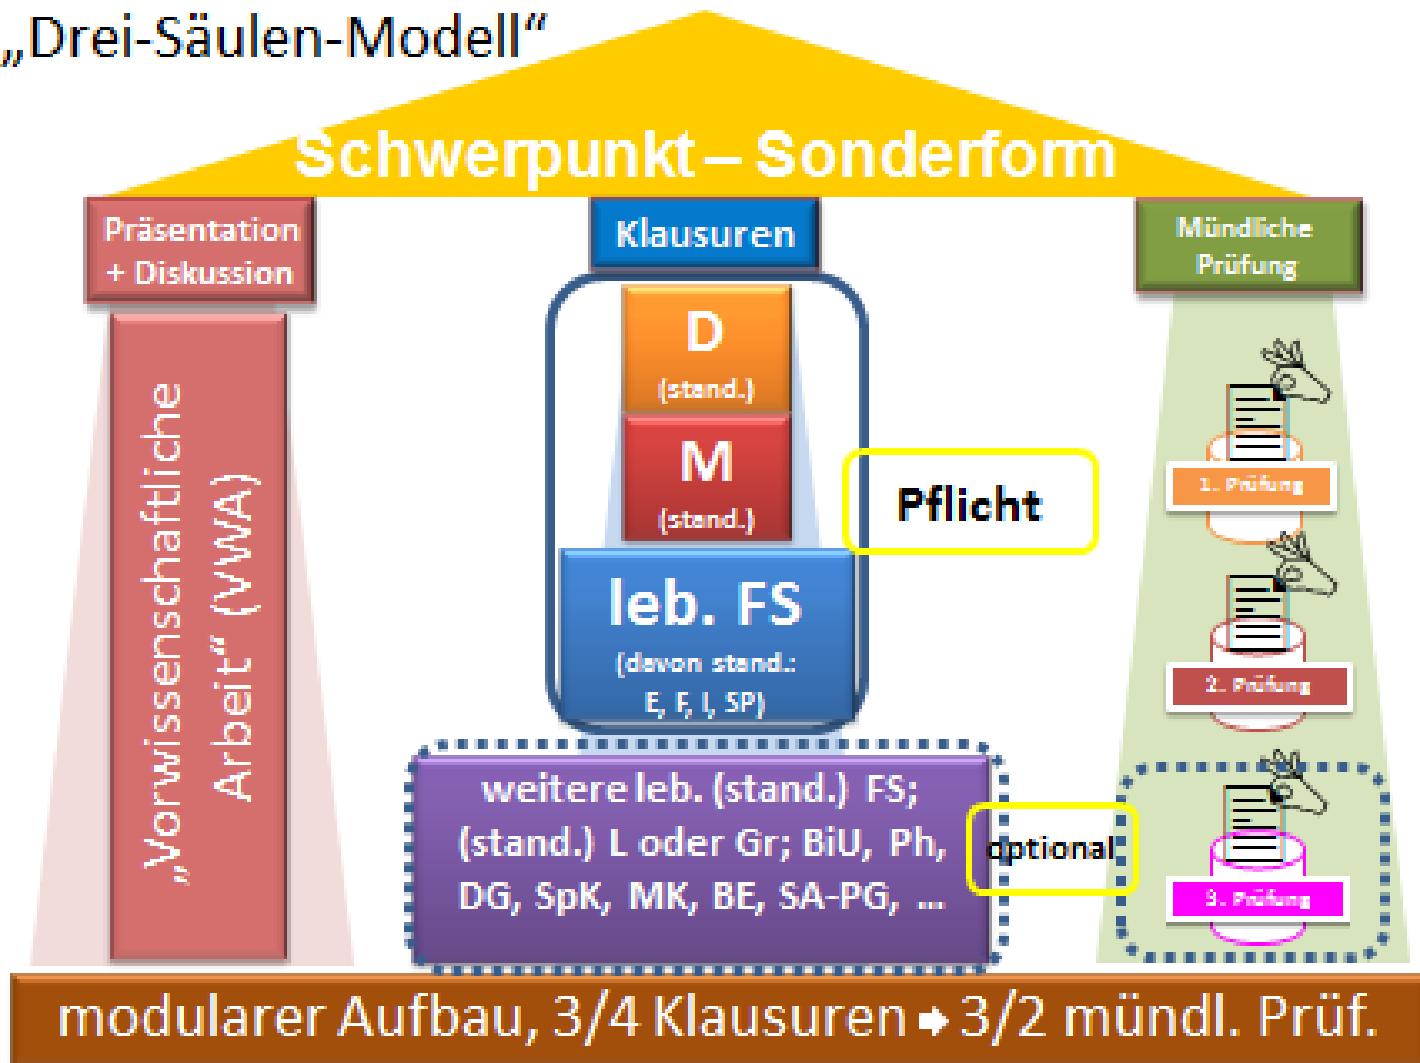 „Drei-Säulen-Modell“
Schwerpunkt – Sonderform
Präsentation
+ Diskussion
„Vorwissenschaftliche
Arbeit“ (VWA)
Klausuren
D
(stand.)
M
(stand.)
leb. FS
(davon stand.:
E, F, I, SP)
Pflicht
weitere leb. (stand.) FS;
(stand.) L oder Gr; BiU, Ph,
DG, SpK, MK, BE, SA-PG, ...
optional
Mündliche
Prüfung
1. Prüfung
2. Prüfung
3. Prüfung
modularer Aufbau, 3/4 Klausuren ➨ 3/2 mündl. Prüf.